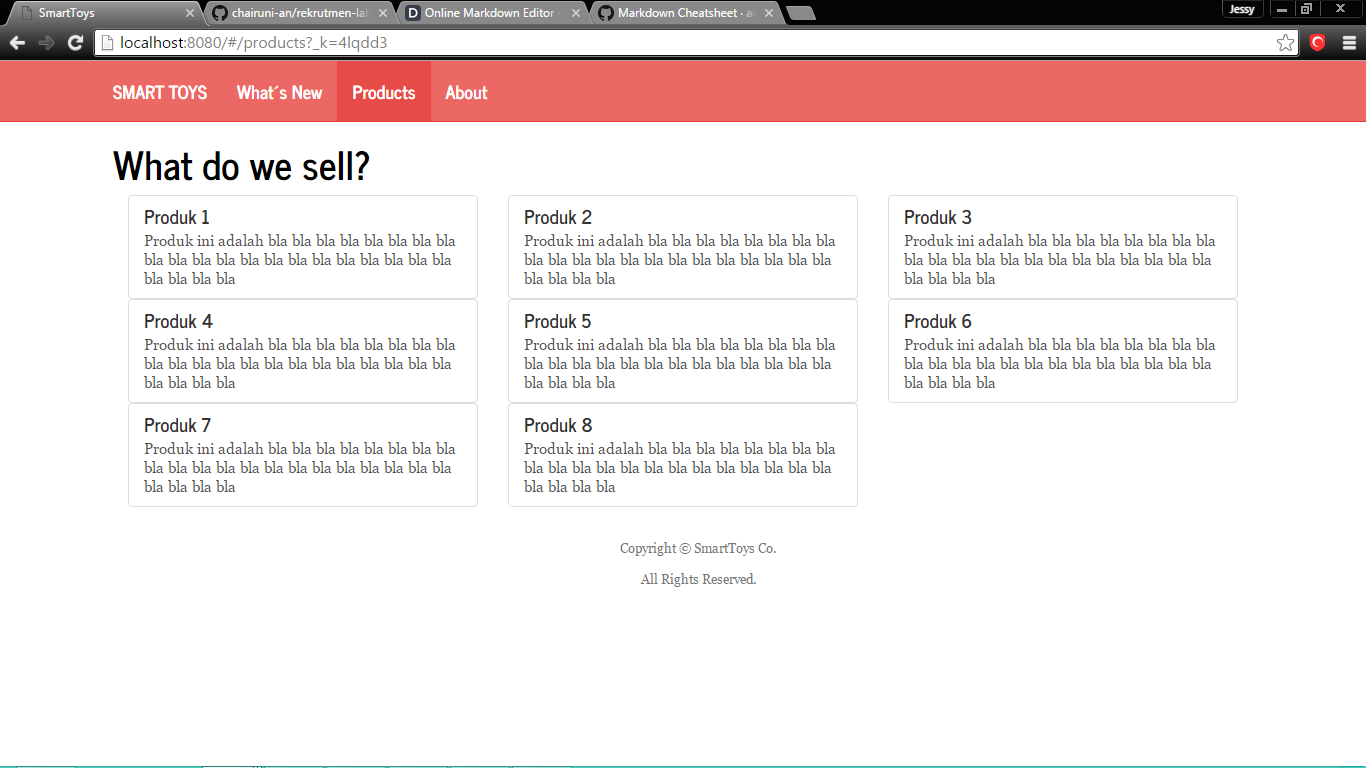 SmartToys
chairuni-an/rekrutmen-lab
Online Markdown Editor -
Markdown Cheatsheet · a
Jessy
localhost:8080/#/products?_k=4lqdd3
SMART TOYS What´s New Products About
What do we sell?
Produk 1
Produk ini adalah bla bla bla bla bla bla bla bla
bla bla bla bla bla bla bla bla bla bla bla bla bla
bla bla bla bla
Produk 2
Produk ini adalah bla bla bla bla bla bla bla bla
bla bla bla bla bla bla bla bla bla bla bla bla bla
bla bla bla bla
Produk 3
Produk ini adalah bla bla bla bla bla bla bla bla
bla bla bla bla bla bla bla bla bla bla bla bla bla
bla bla bla bla
Produk 4
Produk ini adalah bla bla bla bla bla bla bla bla
bla bla bla bla bla bla bla bla bla bla bla bla bla
bla bla bla bla
Produk 5
Produk ini adalah bla bla bla bla bla bla bla bla
bla bla bla bla bla bla bla bla bla bla bla bla bla
bla bla bla bla
Produk 6
Produk ini adalah bla bla bla bla bla bla bla bla
bla bla bla bla bla bla bla bla bla bla bla bla bla
bla bla bla bla
Produk 7
Produk ini adalah bla bla bla bla bla bla bla bla
bla bla bla bla bla bla bla bla bla bla bla bla bla
bla bla bla bla
Produk 8
Produk ini adalah bla bla bla bla bla bla bla bla
bla bla bla bla bla bla bla bla bla bla bla bla bla
bla bla bla bla
Copyright © SmartToys Co.
All Rights Reserved.